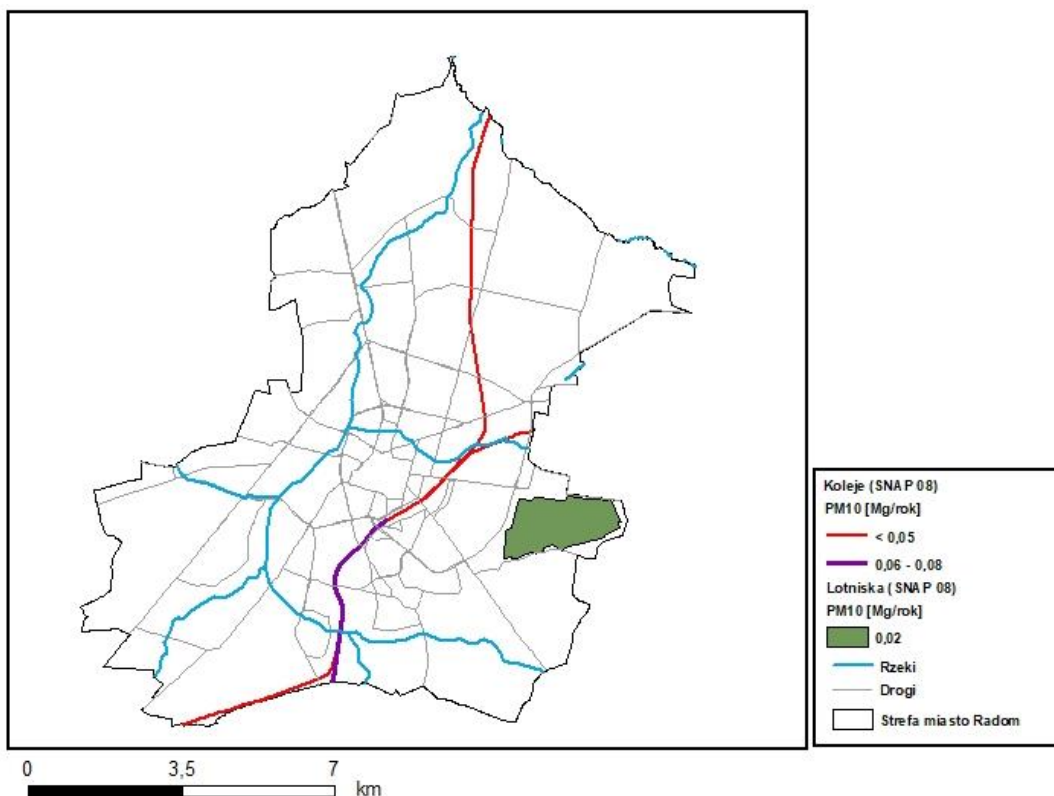 Koleje (SNAP 08)
PM10 [Mg/rok]
< 0,05
0,06 - 0,08
Lotniska (SNAP 08)
PM10 [Mg/rok]
0,02
Rzeki
Drogi
Strefa miasto Radom
0 3,5 7
km